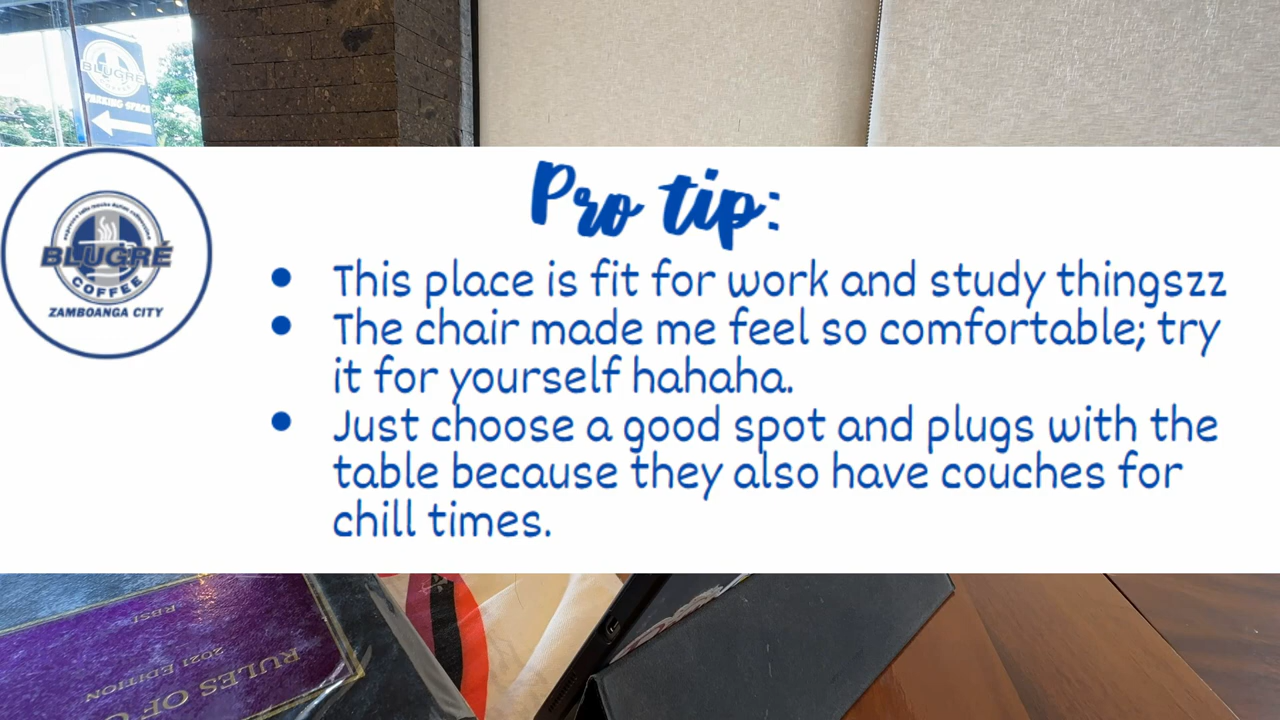 BLUGRE
PARKING SPACE
Pro tip:
BLUGRÉ
COFFEE
ZAMBOANGA CITY
• This place is fit for work and study thingszz
• The chair made me feel so comfortable; try
it for yourself hahaha.
• Just choose a good spot and plugs with the
table because they also have couches for
chill times.
RULES OF
2021 EDITION
RBSI